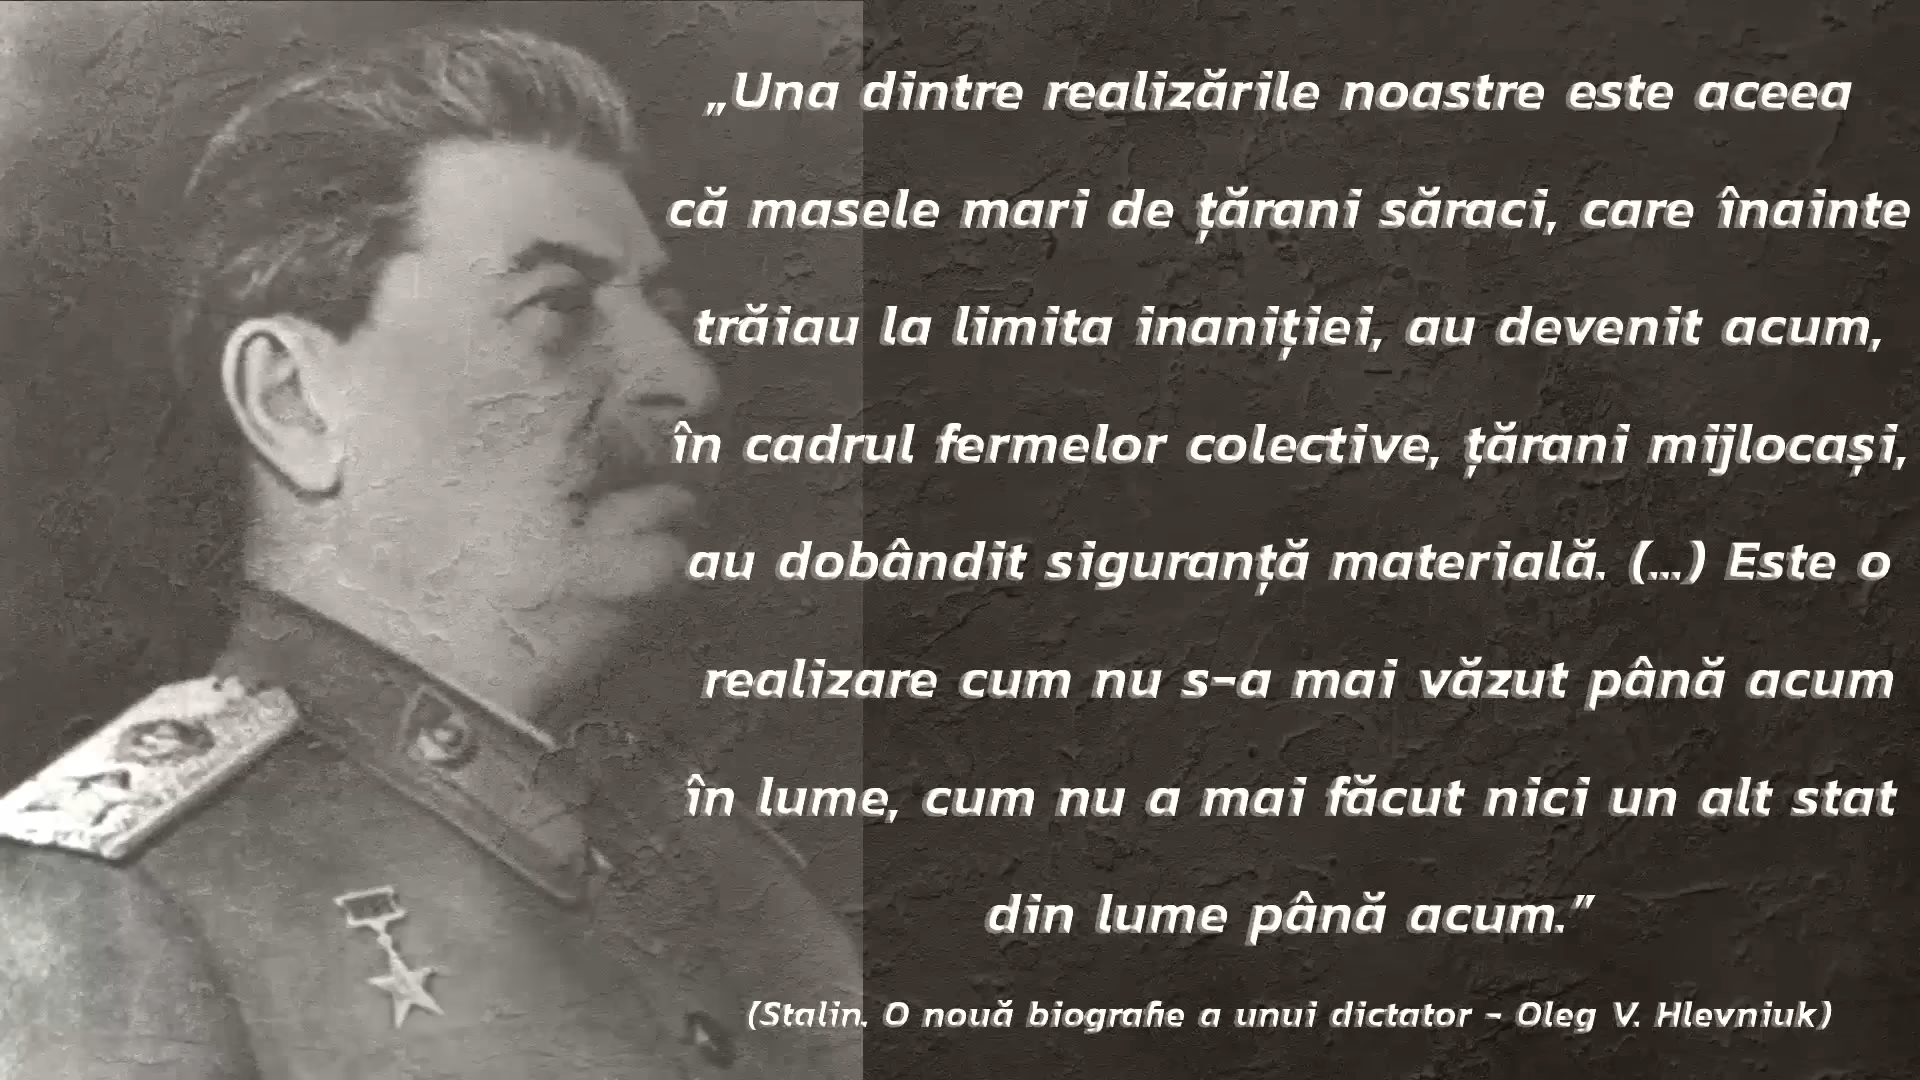 „Una dintre realizările noastre este aceea
că masele mari de țărani săraci, care înainte
trăiau la limita inaniției, au devenit acum,
în cadrul fermelor colective, țărani mijlocași,
au dobândit siguranță materială. (...) Este o
realizare cum nu s-a mai văzut până acum
în lume, cum nu a mai făcut nici un alt stat
din lume până acum.”
(Stalin. O nouă biografie a unui dictator - Oleg V. Hlevniuk)